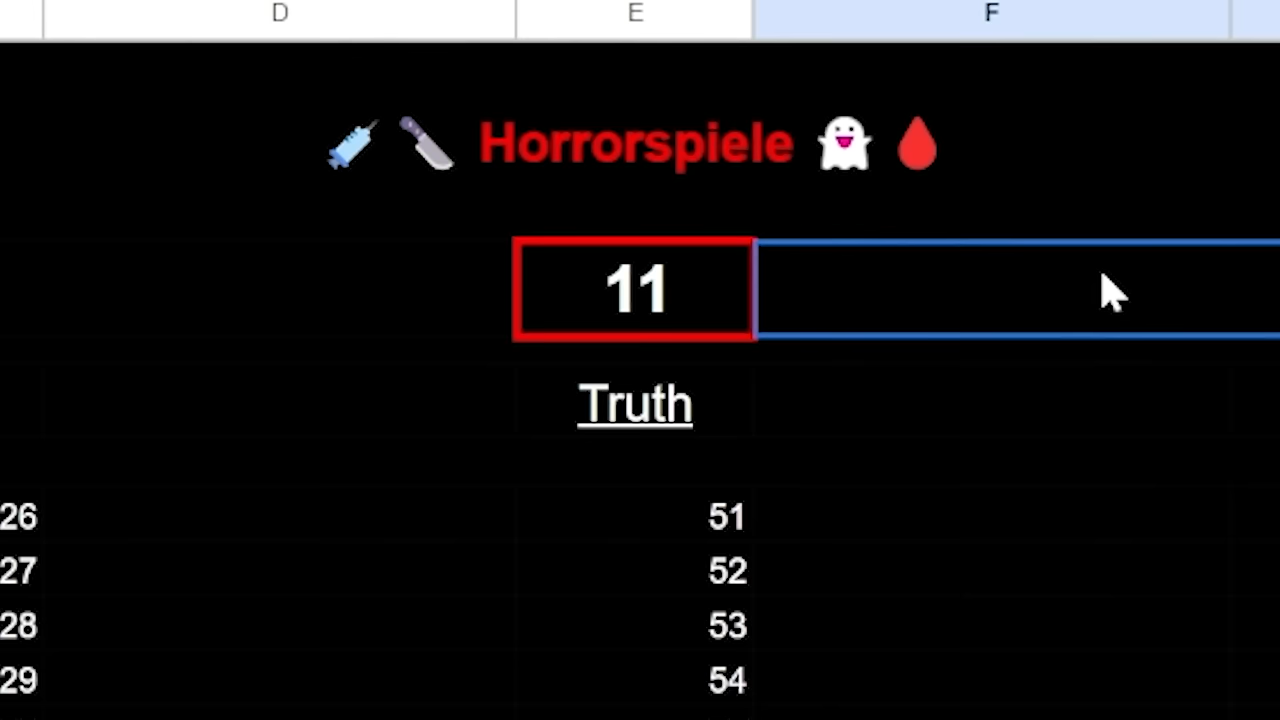 D E F
💉 🔪 Horrorspiele 👻 🩸
11
Truth
26 51
27 52
28 53
29 54